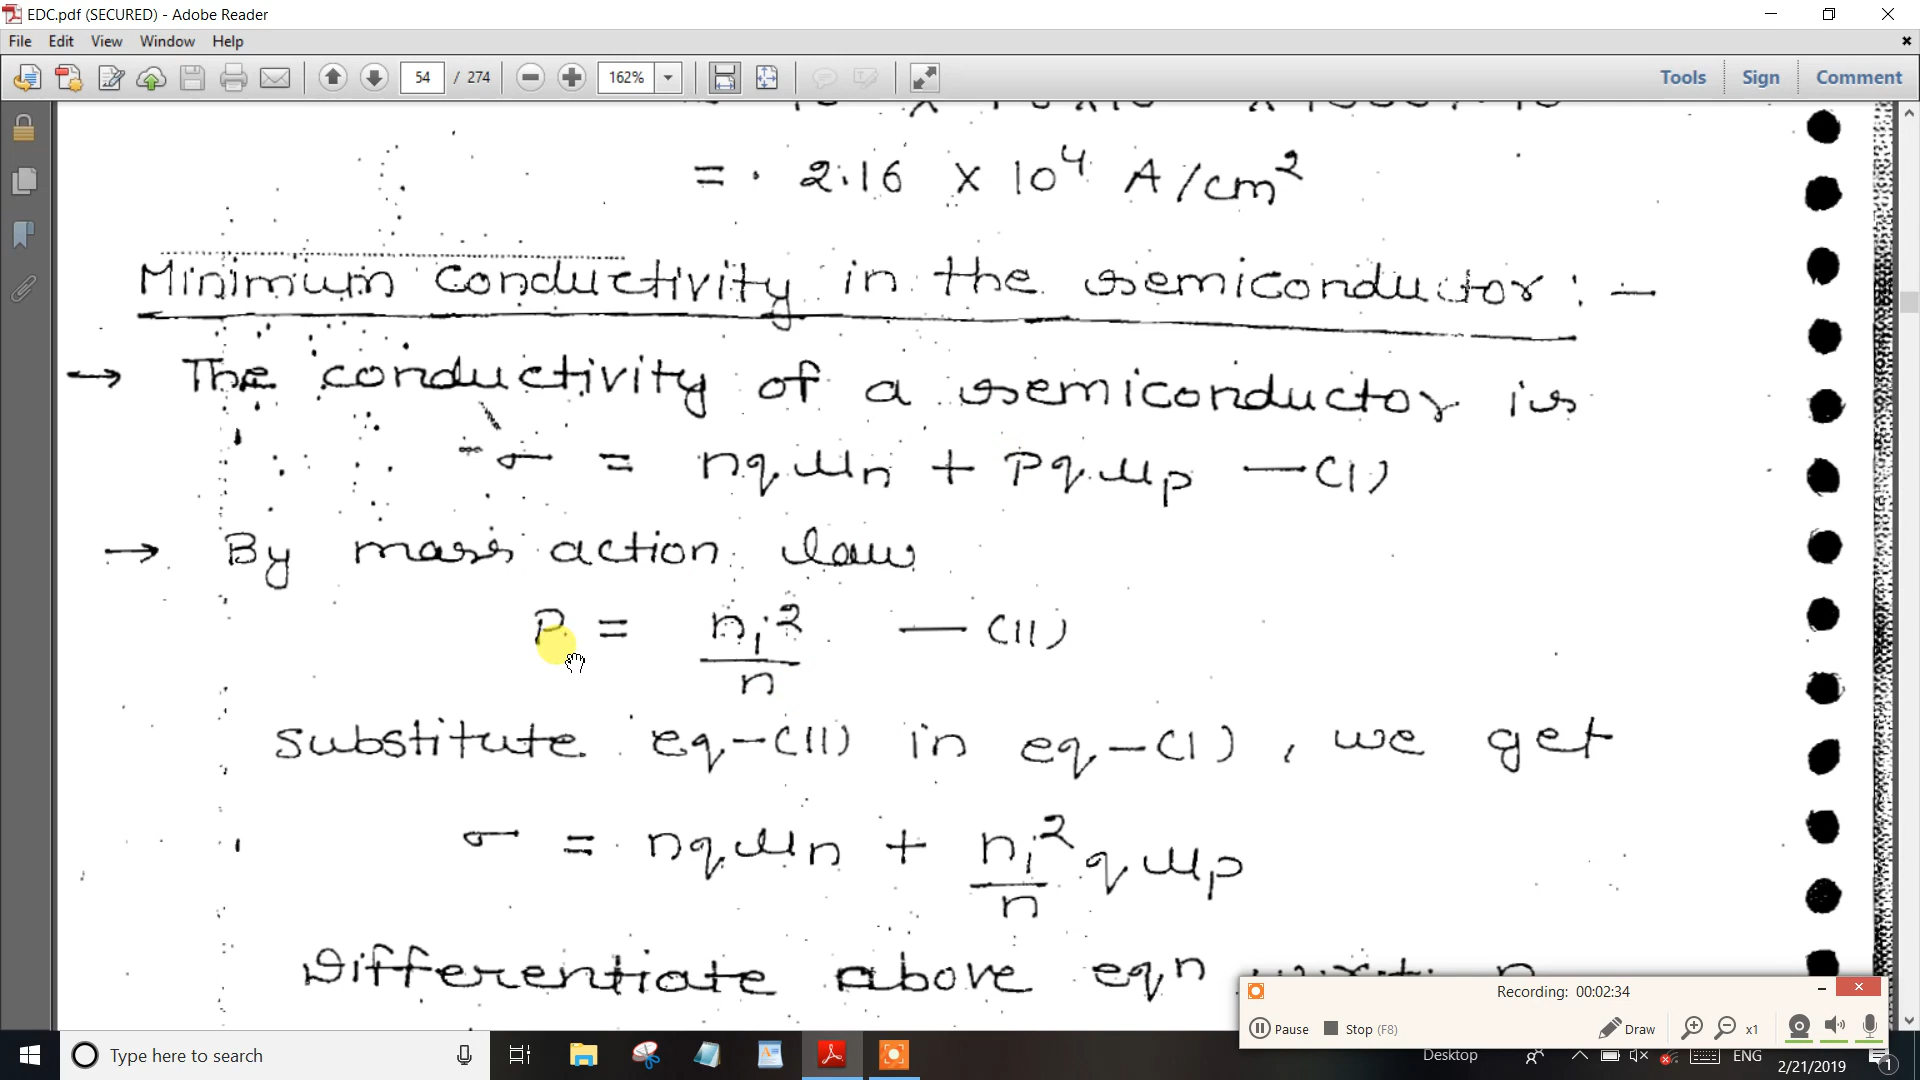 EDC.pdf (SECURED) - Adobe Reader
File Edit View Window Help
54 / 274 162% Tools Sign Comment
= 2.16 × 10⁴ A/cm²
Minimum conductivity in the semiconductor : -
→ The conductivity of a semiconductor is
σ = nqμn + Pqμp — (I)
→ By mass action law
P = ni²/n — (II)
substitute eq-(II) in eq-(I), we get
σ = nqμn + ni²/n qμp
Differentiate above eqn
Recording: 00:02:34
Pause Stop (F8) Draw x1
Type here to search
Desktop ENG
2/21/2019
1